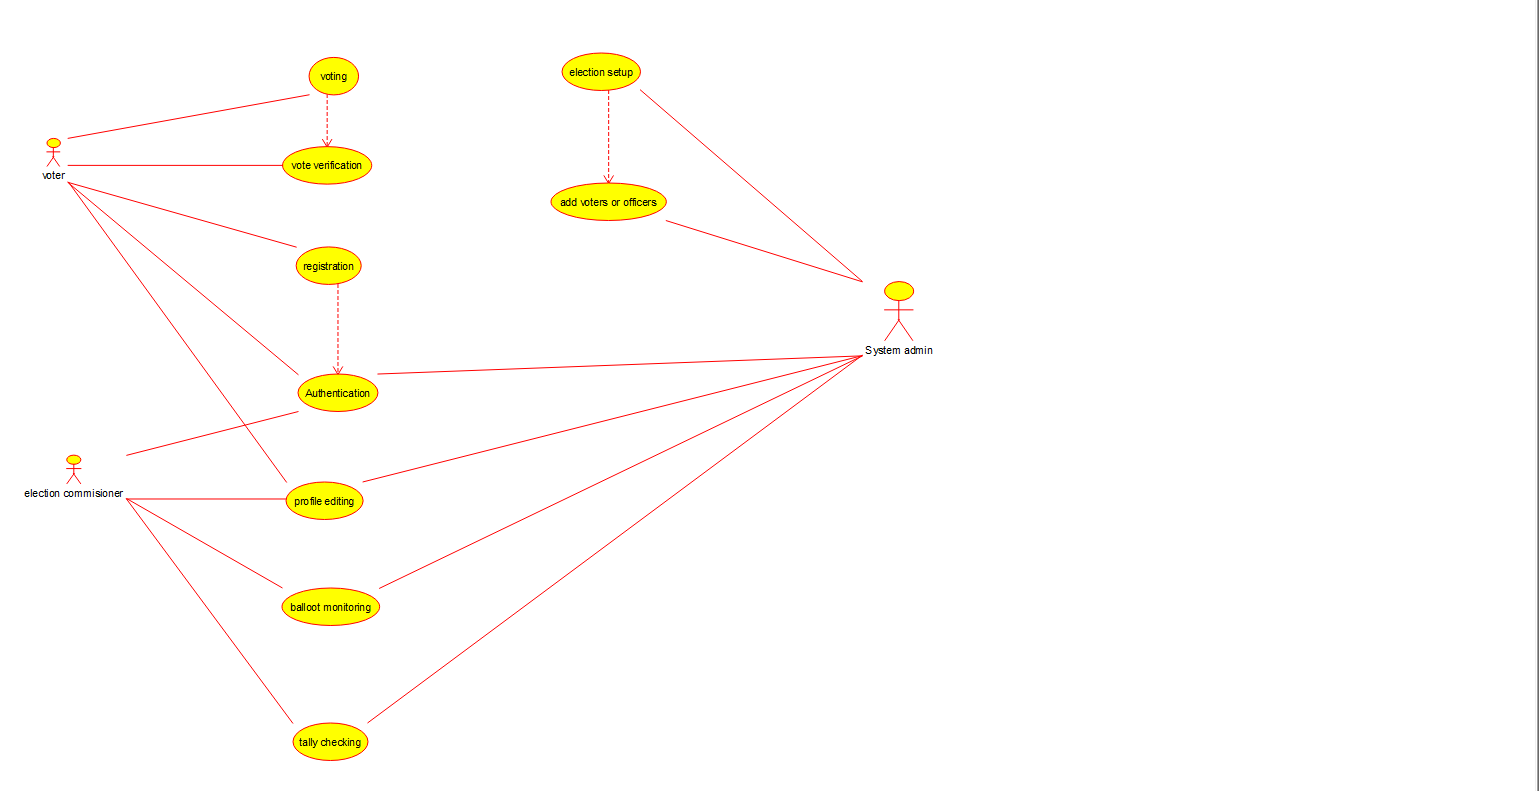 voting
election setup
vote verification
voter
add voters or officers
registration
System admin
Authentication
election commisioner
profile editing
balloot monitoring
tally checking